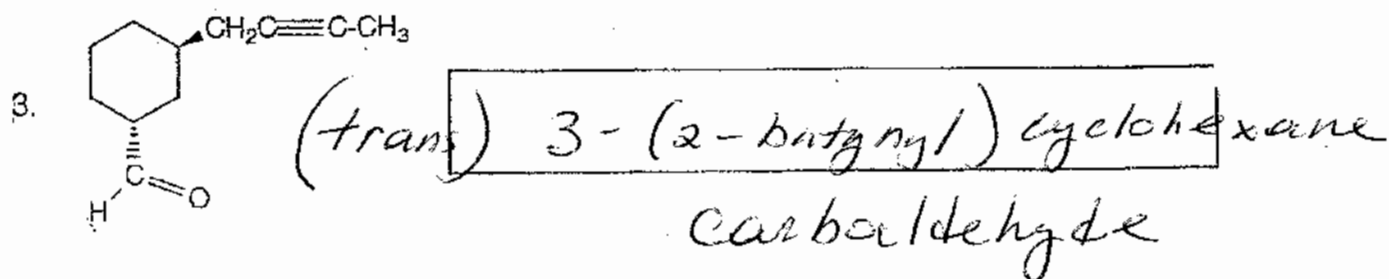 CH₂C≡C-CH₃
3.
(trans) 3-(2-butynyl) cyclohexane
C
H O
carbaldehyde